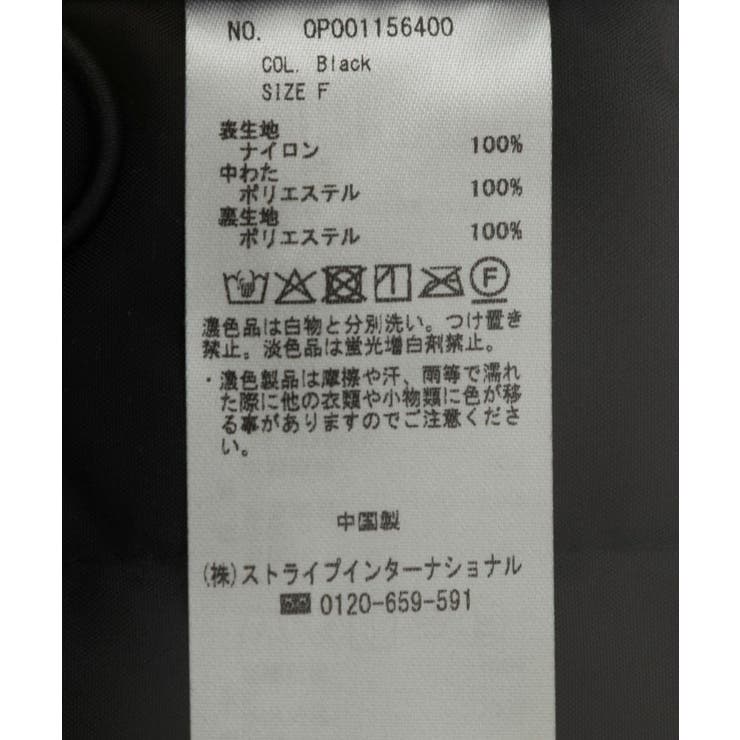 NO. OP001156400
COL. Black
SIZE F
表生地
ナイロン 100%
中わた
ポリエステル 100%
裏生地
ポリエステル 100%
F
濃色品は白物と分別洗い。つけ置き
禁止。淡色品は蛍光増白剤禁止。
・濃色製品は摩擦や汗、雨等で濡れ
た際に他の衣類や小物類に色が移
る事がありますのでご注意くださ
い。
中国製
(株)ストライプインターナショナル
0120-659-591